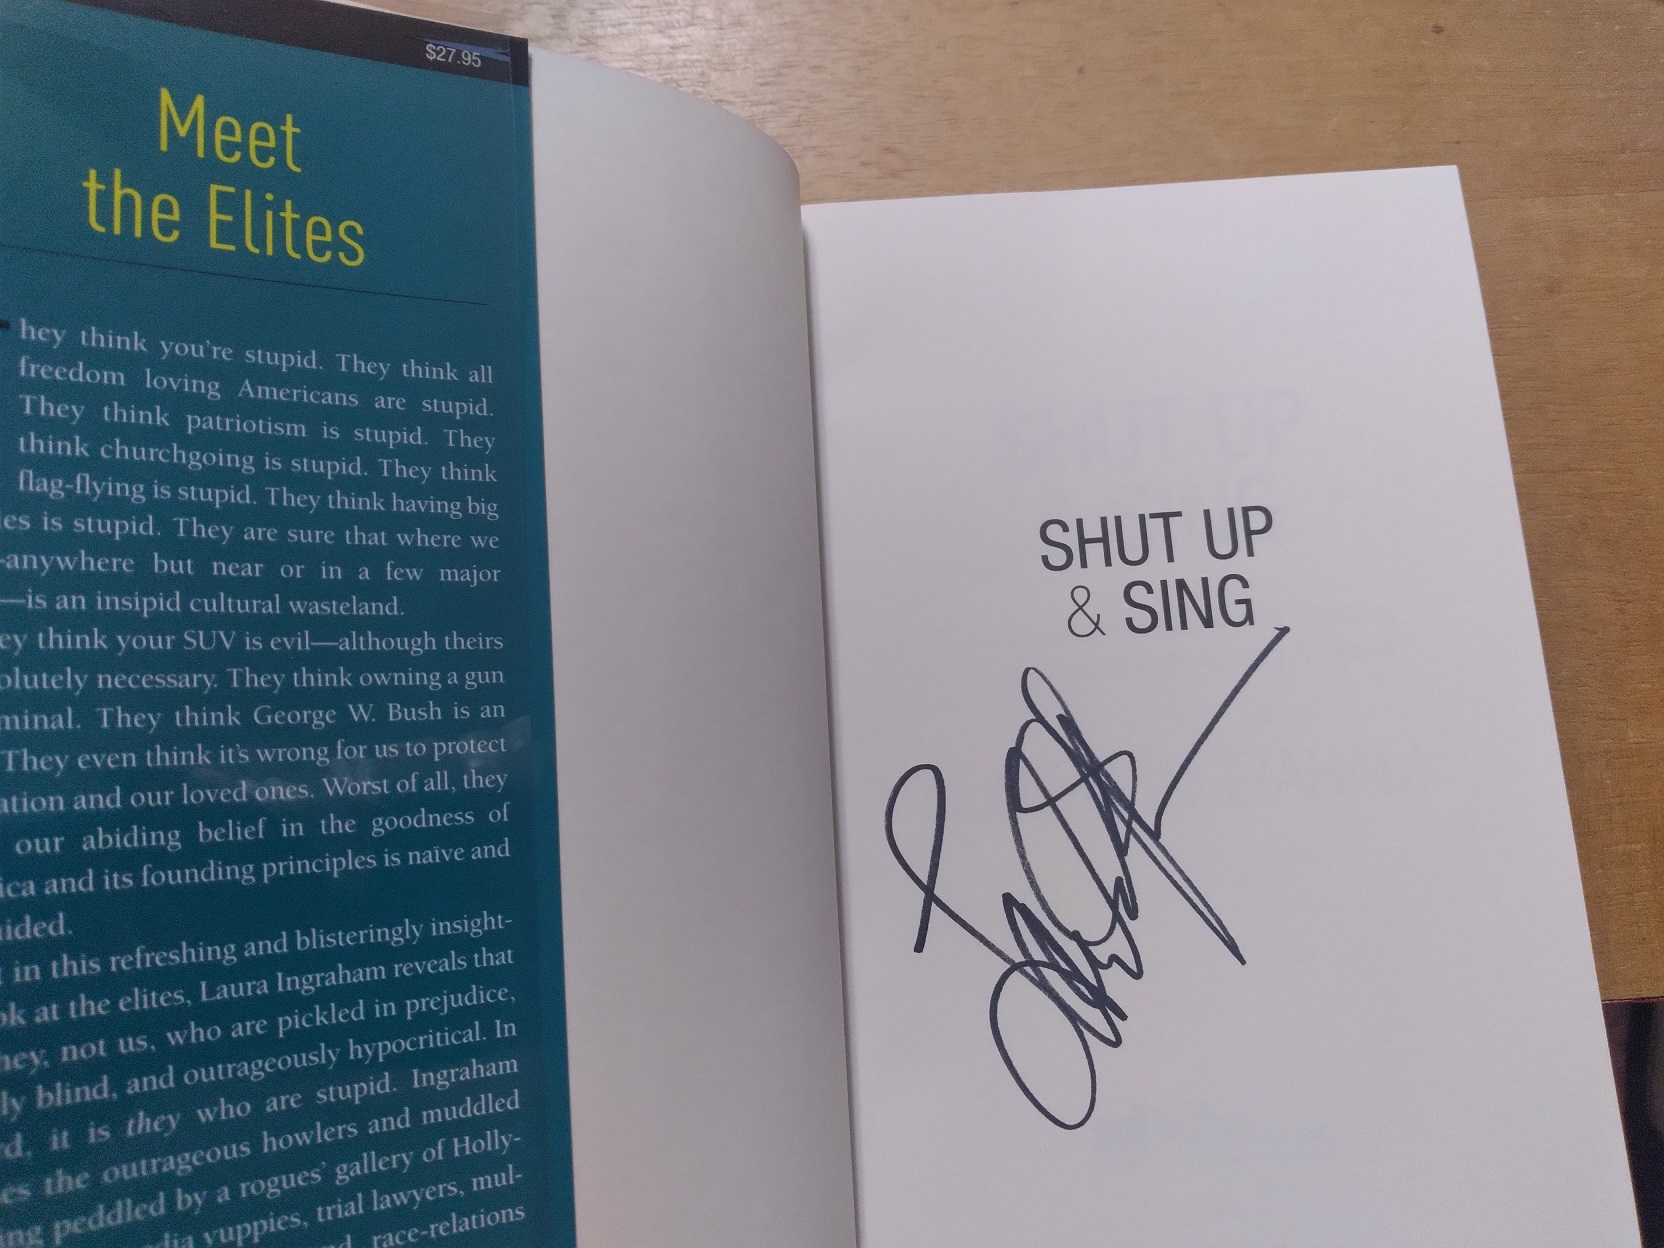 $27.95
Meet
the Elites
hey think you're stupid. They think all
freedom loving Americans are stupid.
They think patriotism is stupid. They
think churchgoing is stupid. They think
flag-flying is stupid. They think having big
es is stupid. They are sure that where we
—anywhere but near or in a few major
—is an insipid cultural wasteland.
ey think your SUV is evil—although theirs
olutely necessary. They think owning a gun
minal. They think George W. Bush is an
They even think it's wrong for us to protect
ation and our loved ones. Worst of all, they
our abiding belief in the goodness of
ica and its founding principles is naïve and
uided.
in this refreshing and blisteringly insight-
ok at the elites, Laura Ingraham reveals that
hey, not us, who are pickled in prejudice,
ly blind, and outrageously hypocritical. In
rd, it is they who are stupid. Ingraham
es the outrageous howlers and muddled
ng peddled by a rogues' gallery of Holly-
dia yuppies, trial lawyers, mul-
race-relations
SHUT UP
& SING